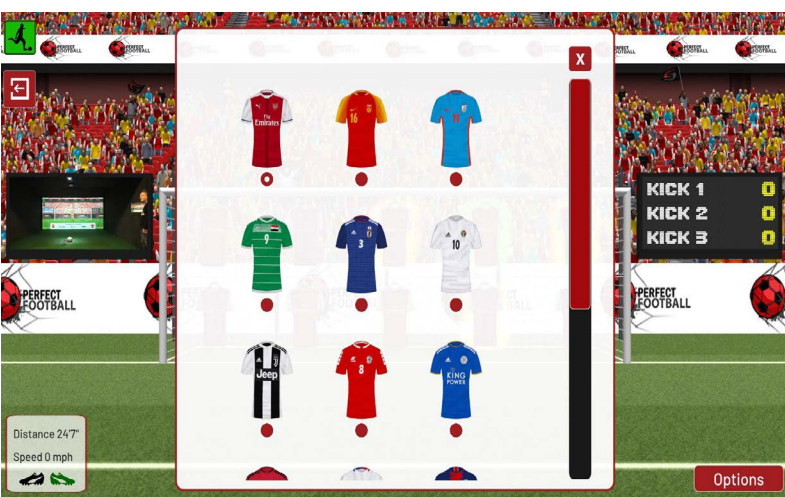 PERFECT
FOOTBALL
X
Fly
Emirates
16
11
KICK 1 0
KICK 2 0
KICK 3 0
9
3
10
PERFECT
FOOTBALL
PERFECT
FOOTBALL
Jeep
8
KING
POWER
Distance 24'7"
Speed 0 mph
Options